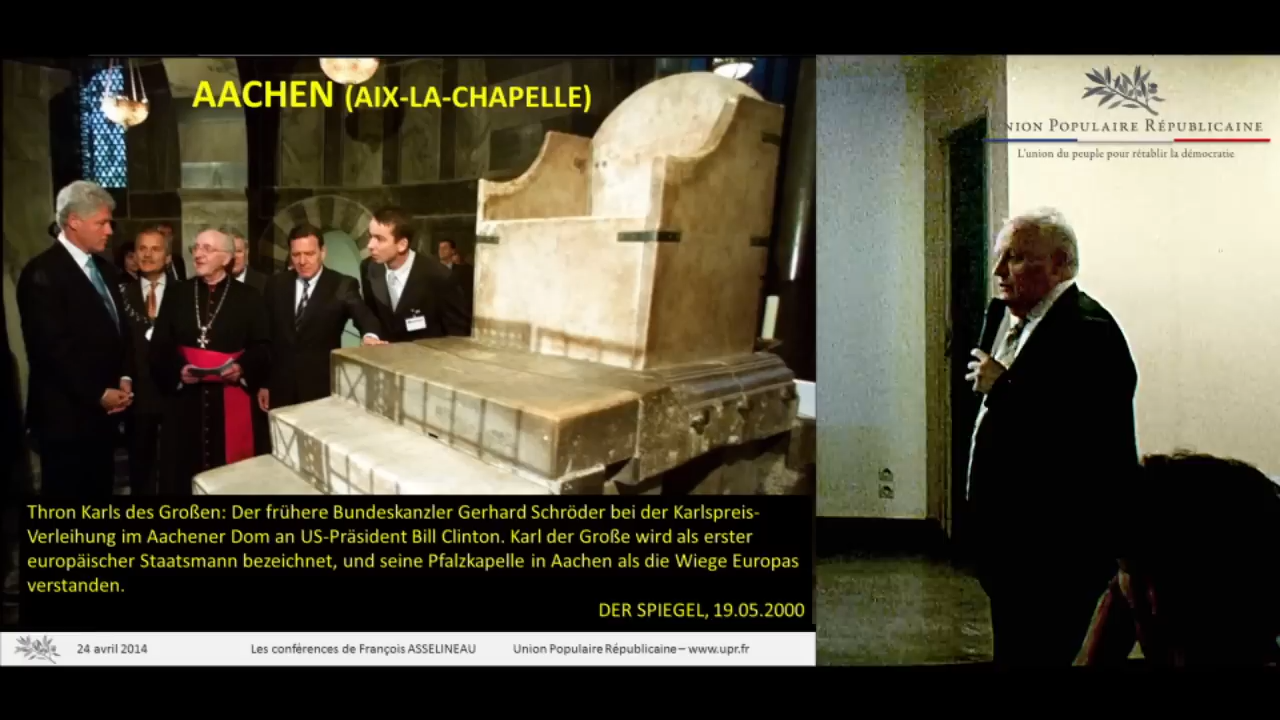 AACHEN (AIX-LA-CHAPELLE)
Thron Karls des Großen: Der frühere Bundeskanzler Gerhard Schröder bei der Karlspreis-
Verleihung im Aachener Dom an US-Präsident Bill Clinton. Karl der Große wird als erster
europäischer Staatsmann bezeichnet, und seine Pfalzkapelle in Aachen als die Wiege Europas
verstanden.
DER SPIEGEL, 19.05.2000
24 avril 2014 Les conférences de François ASSELINEAU Union Populaire Républicaine – www.upr.fr
UNION POPULAIRE RÉPUBLICAINE
L'union du peuple pour rétablir la démocratie